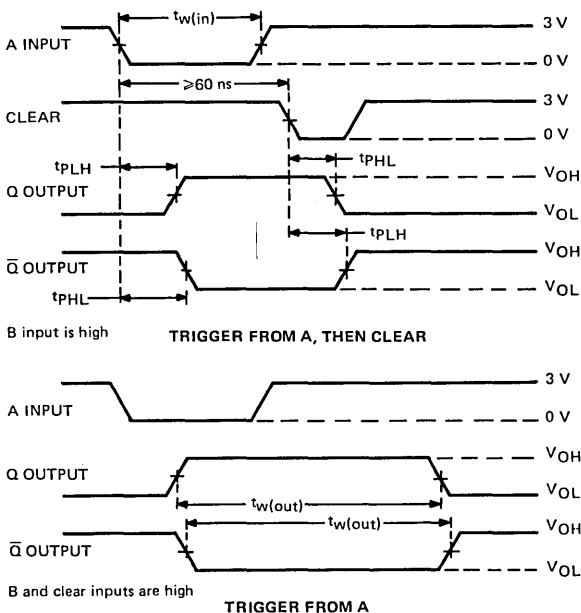 tw(in)
3 V
A INPUT
0 V
⩾60 ns
3 V
CLEAR
0 V
tPLH
tPHL
VOH
Q OUTPUT
VOL
tPLH
VOH
Q̅ OUTPUT
VOL
tPHL
B input is high
TRIGGER FROM A, THEN CLEAR
3 V
A INPUT
0 V
VOH
Q OUTPUT
VOL
tw(out)
tw(out)
VOH
Q̅ OUTPUT
VOL
B and clear inputs are high
TRIGGER FROM A